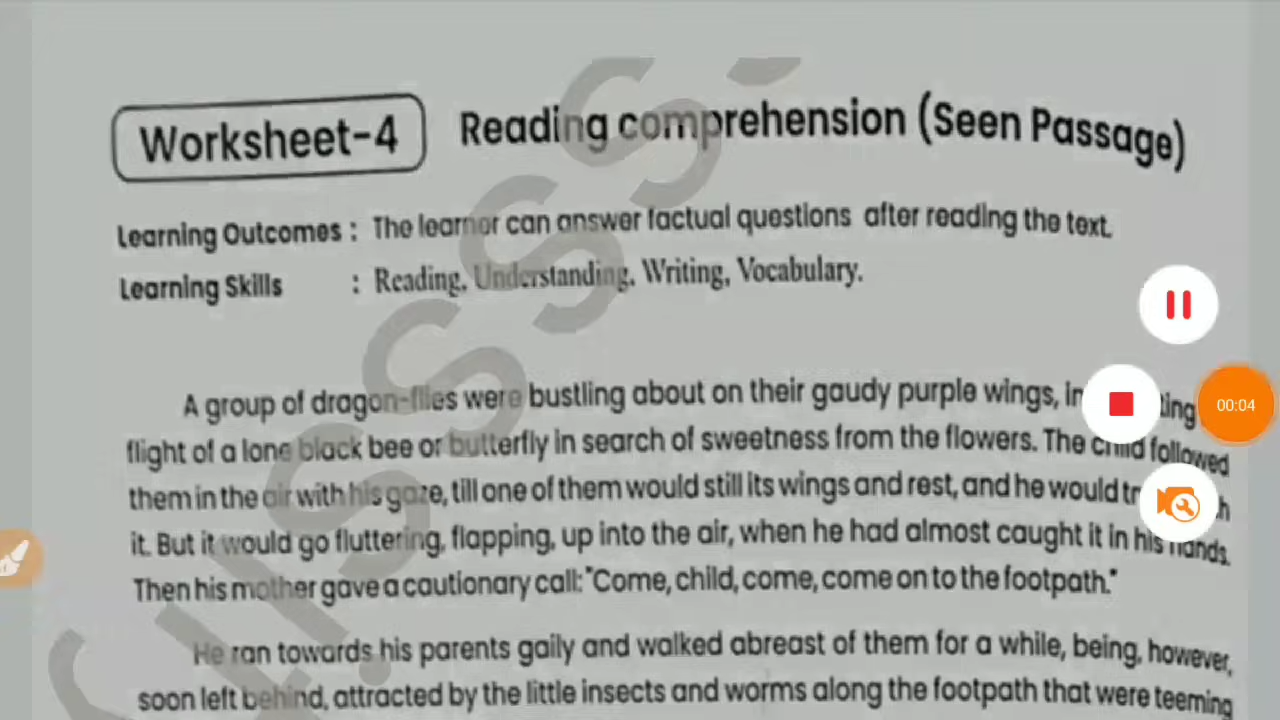 Worksheet-4
Reading comprehension (Seen Passage)
Learning Outcomes : The learner can answer factual questions after reading the text.
Learning Skills : Reading, Understanding, Writing, Vocabulary.
A group of dragon-flies were bustling about on their gaudy purple wings,
flight of a lone black bee or butterfly in search of sweetness from the flowers. The child followed
them in the air with his gaze, till one of them would still its wings and rest, and he would
it. But it would go fluttering, flapping, up into the air, when he had almost caught it in his hands.
Then his mother gave a cautionary call: "Come, child, come, come on to the footpath."
He ran towards his parents gaily and walked abreast of them for a while, being, however,
soon left behind, attracted by the little insects and worms along the footpath that were teeming
00:04